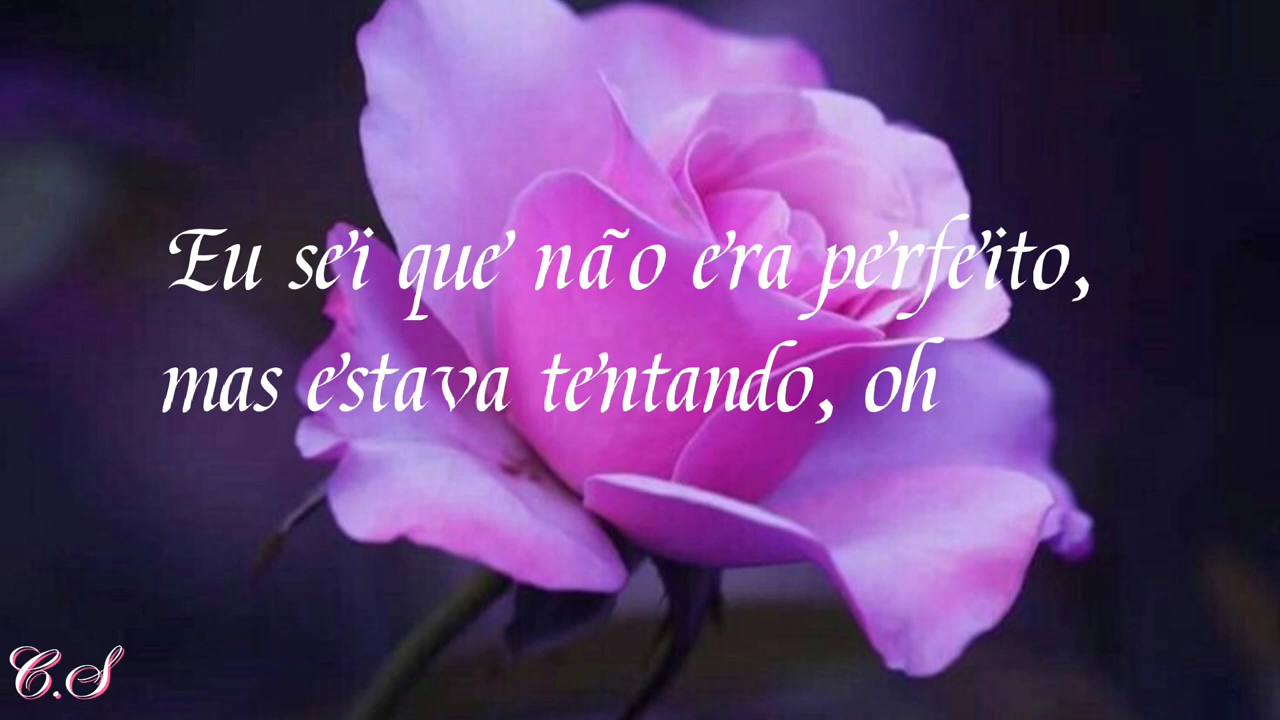 Eu sei que não era perfeito,
mas estava tentando, oh
C.S